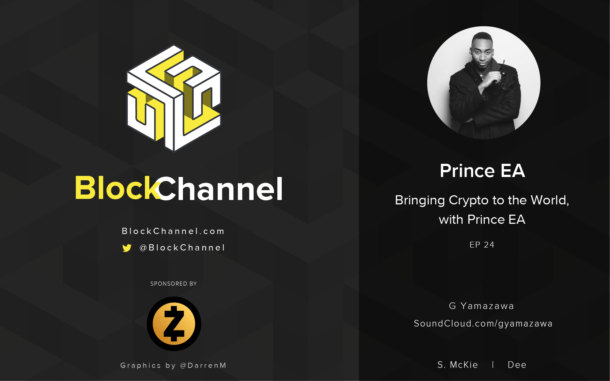 BlockChannel
BlockChannel.com
@BlockChannel
SPONSORED BY
Graphics by @DarrenM
Prince EA
Bringing Crypto to the World,
with Prince EA
EP 24
G Yamazawa
SoundCloud.com/gyamazawa
S. McKie | Dee